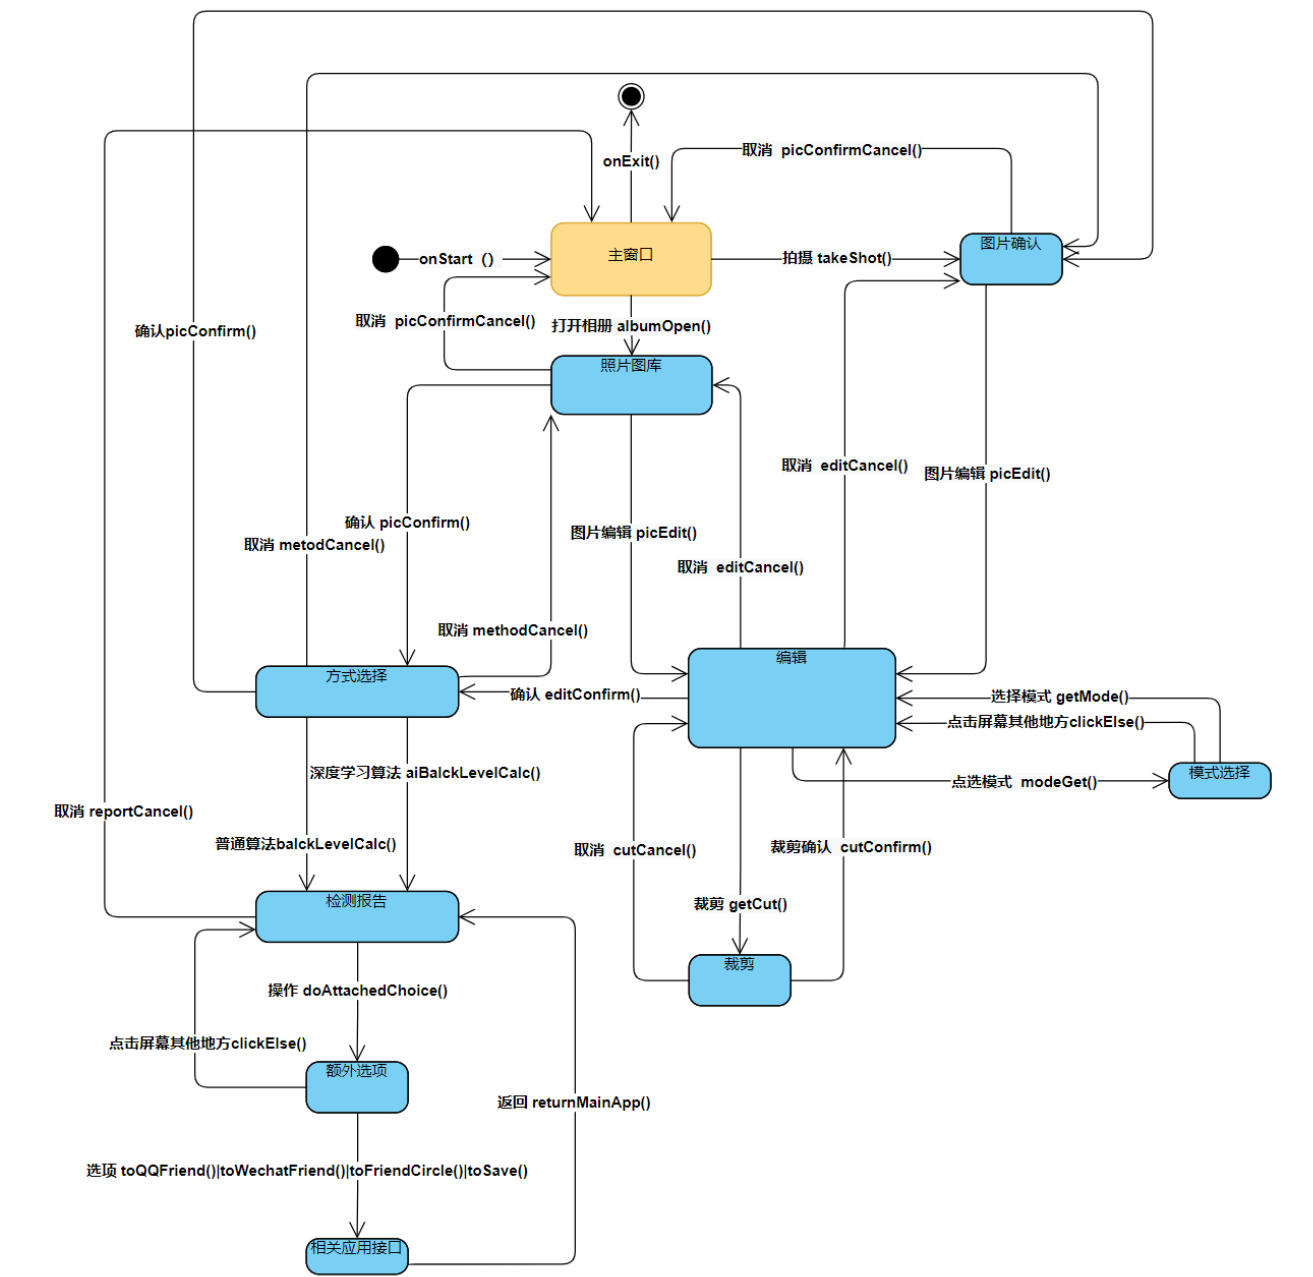 取消 picConfirmCancel()
onExit()
图片确认
主窗口
onStart（）
拍摄 takeShot()
取消 picConfirmCancel()
打开相册 albumOpen()
确认picConfirm()
照片图库
取消 editCancel()
图片编辑 picEdit()
确认 picConfirm()
图片编辑 picEdit()
取消 metodCancel()
取消 editCancel()
取消 methodCancel()
编辑
方式选择
确认 editConfirm()
选择模式 getMode()
点击屏幕其他地方clickElse()
深度学习算法 aiBalckLevelCalc()
模式选择
点选模式 modeGet()
取消 reportCancel()
普通算法balckLevelCalc()
取消 cutCancel()
裁剪确认 cutConfirm()
检测报告
裁剪 getCut()
裁剪
操作 doAttachedChoice()
点击屏幕其他地方clickElse()
额外选项
返回 returnMainApp()
选项 toQQFriend()|toWechatFriend()|toFriendCircle()|toSave()
相关应用接口